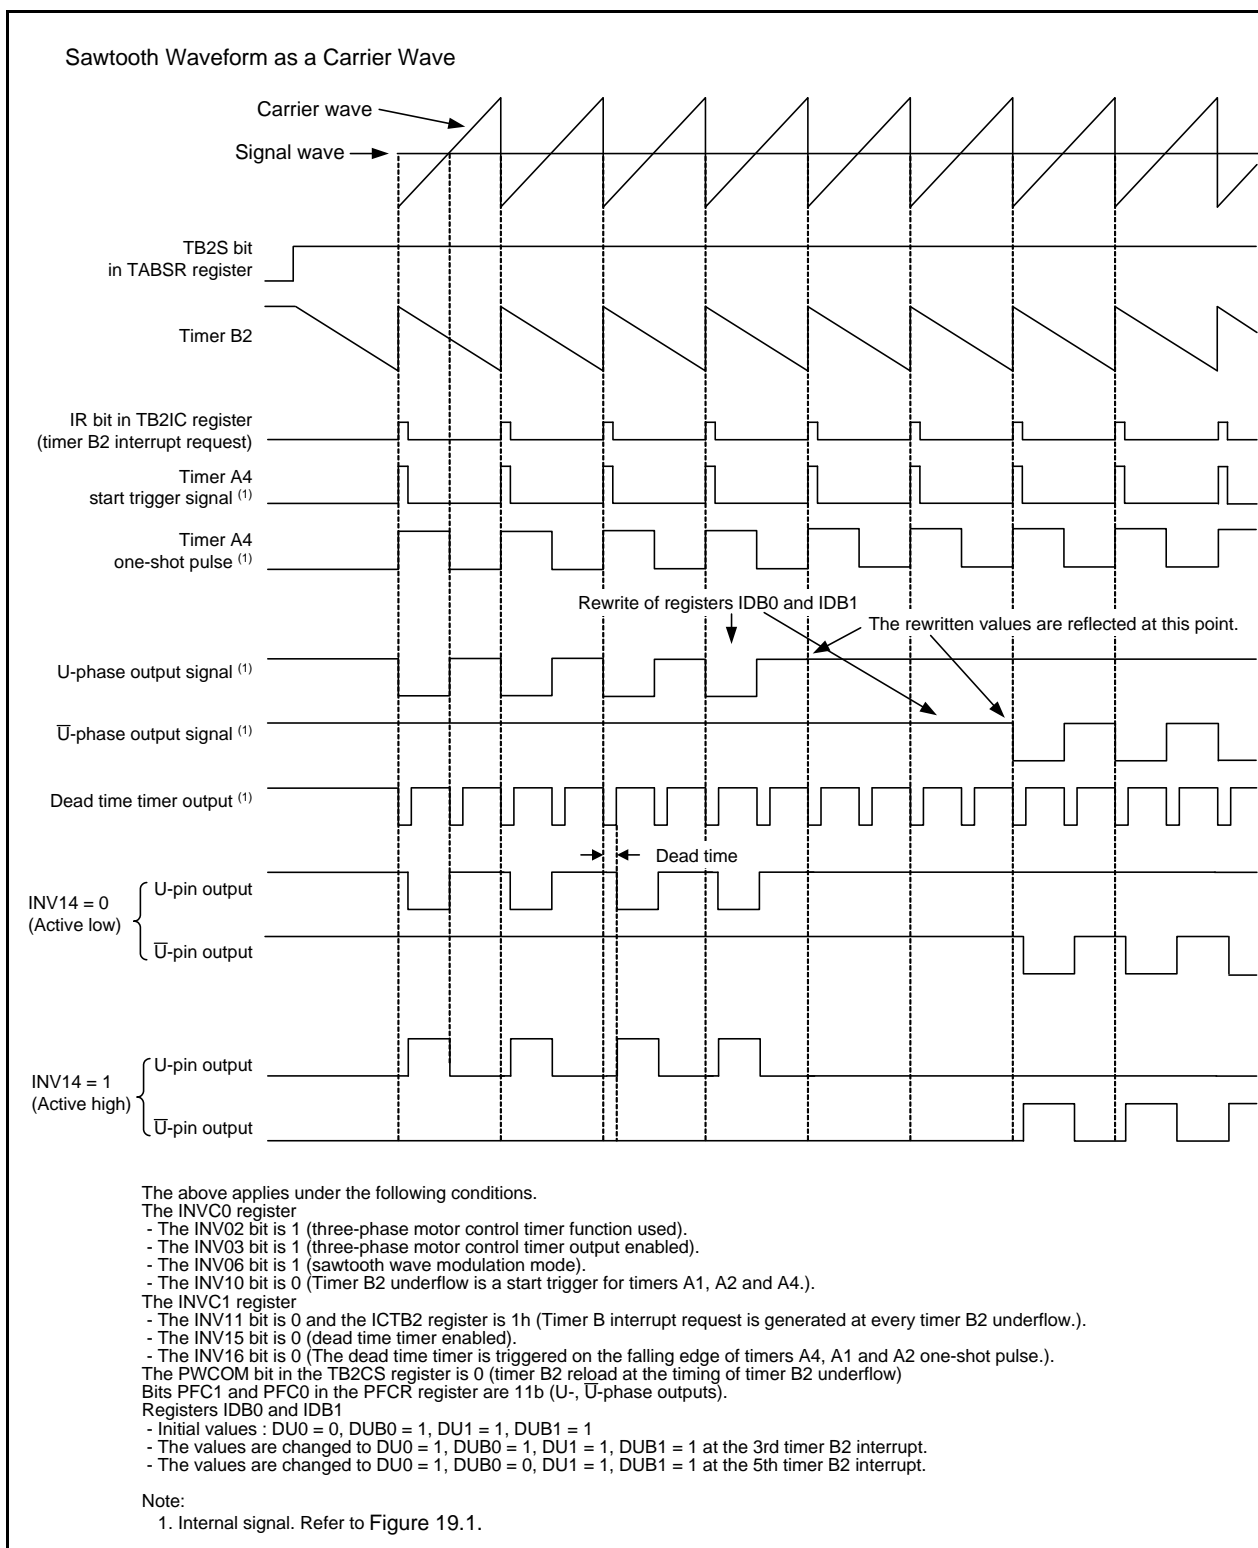 Sawtooth Waveform as a Carrier Wave
Carrier wave
Signal wave
TB2S bit
in TABSR register
Timer B2
IR bit in TB2IC register
(timer B2 interrupt request)
Timer A4
start trigger signal (1)
Timer A4
one-shot pulse (1)
Rewrite of registers IDB0 and IDB1
The rewritten values are reflected at this point.
U-phase output signal (1)
U̅-phase output signal (1)
Dead time timer output (1)
Dead time
INV14 = 0
(Active low)
U-pin output
U̅-pin output
INV14 = 1
(Active high)
U-pin output
U̅-pin output
The above applies under the following conditions.
The INVC0 register
- The INV02 bit is 1 (three-phase motor control timer function used).
- The INV03 bit is 1 (three-phase motor control timer output enabled).
- The INV06 bit is 1 (sawtooth wave modulation mode).
- The INV10 bit is 0 (Timer B2 underflow is a start trigger for timers A1, A2 and A4.).
The INVC1 register
- The INV11 bit is 0 and the ICTB2 register is 1h (Timer B interrupt request is generated at every timer B2 underflow.).
- The INV15 bit is 0 (dead time timer enabled).
- The INV16 bit is 0 (The dead time timer is triggered on the falling edge of timers A4, A1 and A2 one-shot pulse.).
The PWCOM bit in the TB2CS register is 0 (timer B2 reload at the timing of timer B2 underflow)
Bits PFC1 and PFC0 in the PFCR register are 11b (U-, U̅-phase outputs).
Registers IDB0 and IDB1
- Initial values : DU0 = 0, DUB0 = 1, DU1 = 1, DUB1 = 1
- The values are changed to DU0 = 1, DUB0 = 1, DU1 = 1, DUB1 = 1 at the 3rd timer B2 interrupt.
- The values are changed to DU0 = 1, DUB0 = 0, DU1 = 1, DUB1 = 1 at the 5th timer B2 interrupt.
Note:
1. Internal signal. Refer to Figure 19.1.